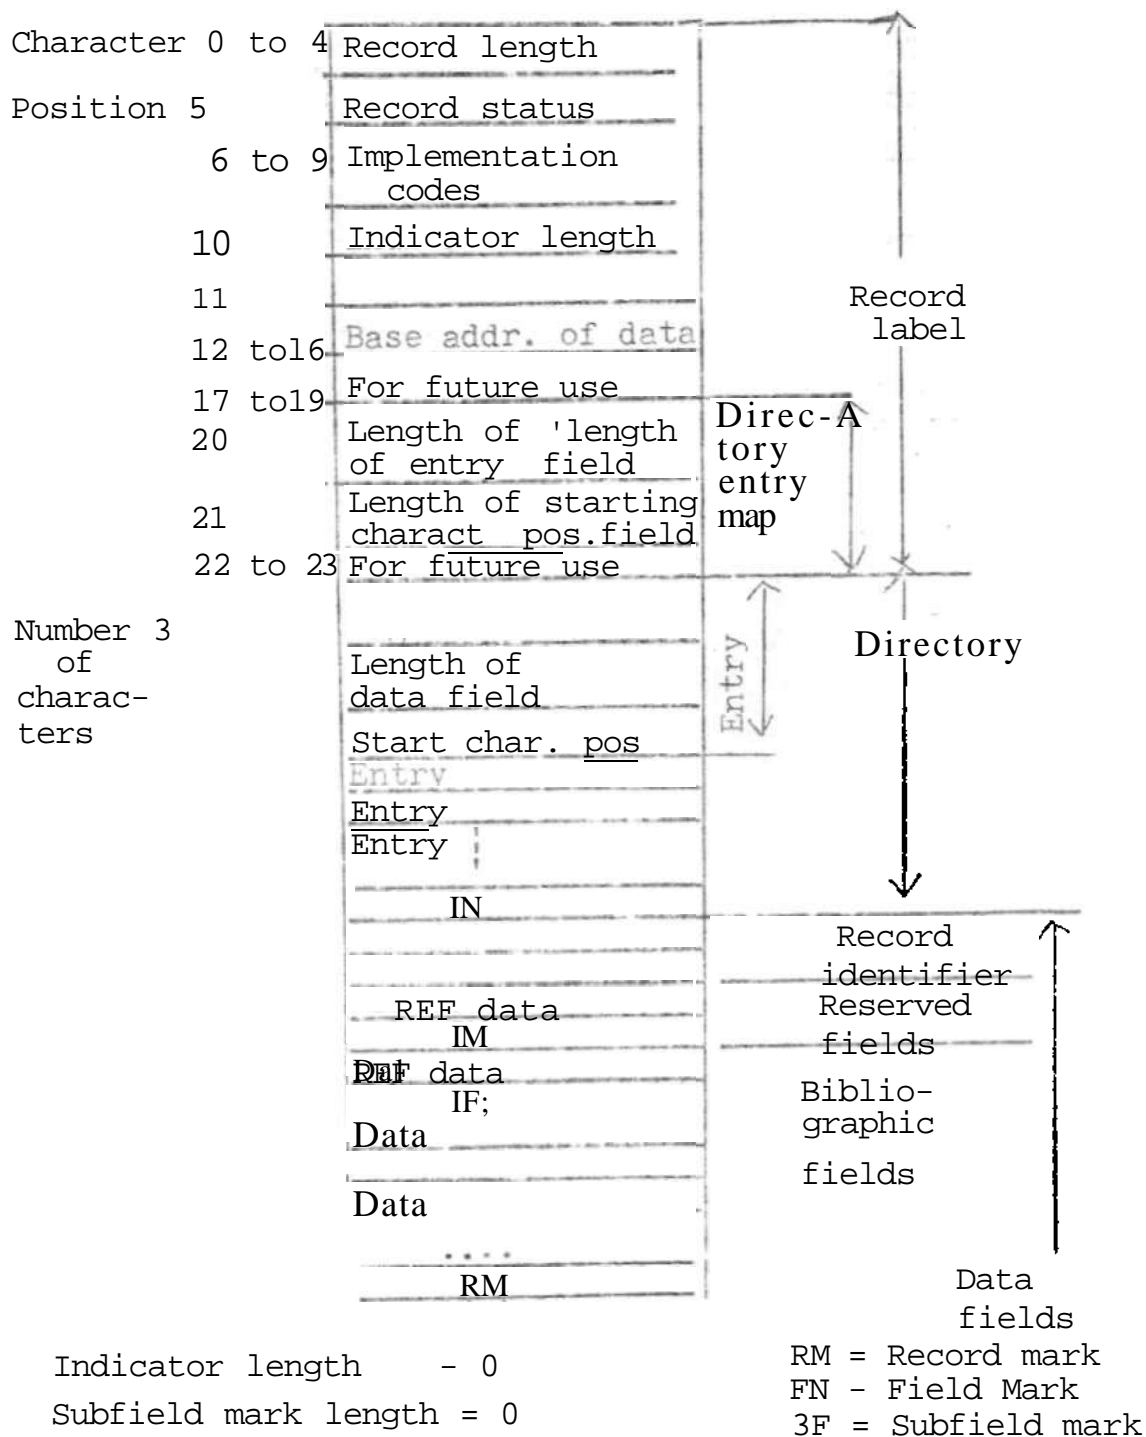 Character 0 to 4 Record length
Position 5 Record status
6 to 9 Implementation
codes
10 Indicator length
11
12 to16 Base addr. of data
17 to19 For future use
20 Length of 'length
of entry field
21 Length of starting
charact pos.field
22 to 23 For future use
Record
label
Direc-A
tory
entry
map
Number 3
of
charac-
ters
Length of
data field
Start char. pos
Entry
Directory
Entry
Entry
Entry
IN
REF data
IM
REF data
IF;
Data
Data
....
RM
Record
identifier
Reserved
fields
Biblio-
graphic
fields
Data
fields
Indicator length - 0
Subfield mark length = 0
RM = Record mark
FN - Field Mark
3F = Subfield mark